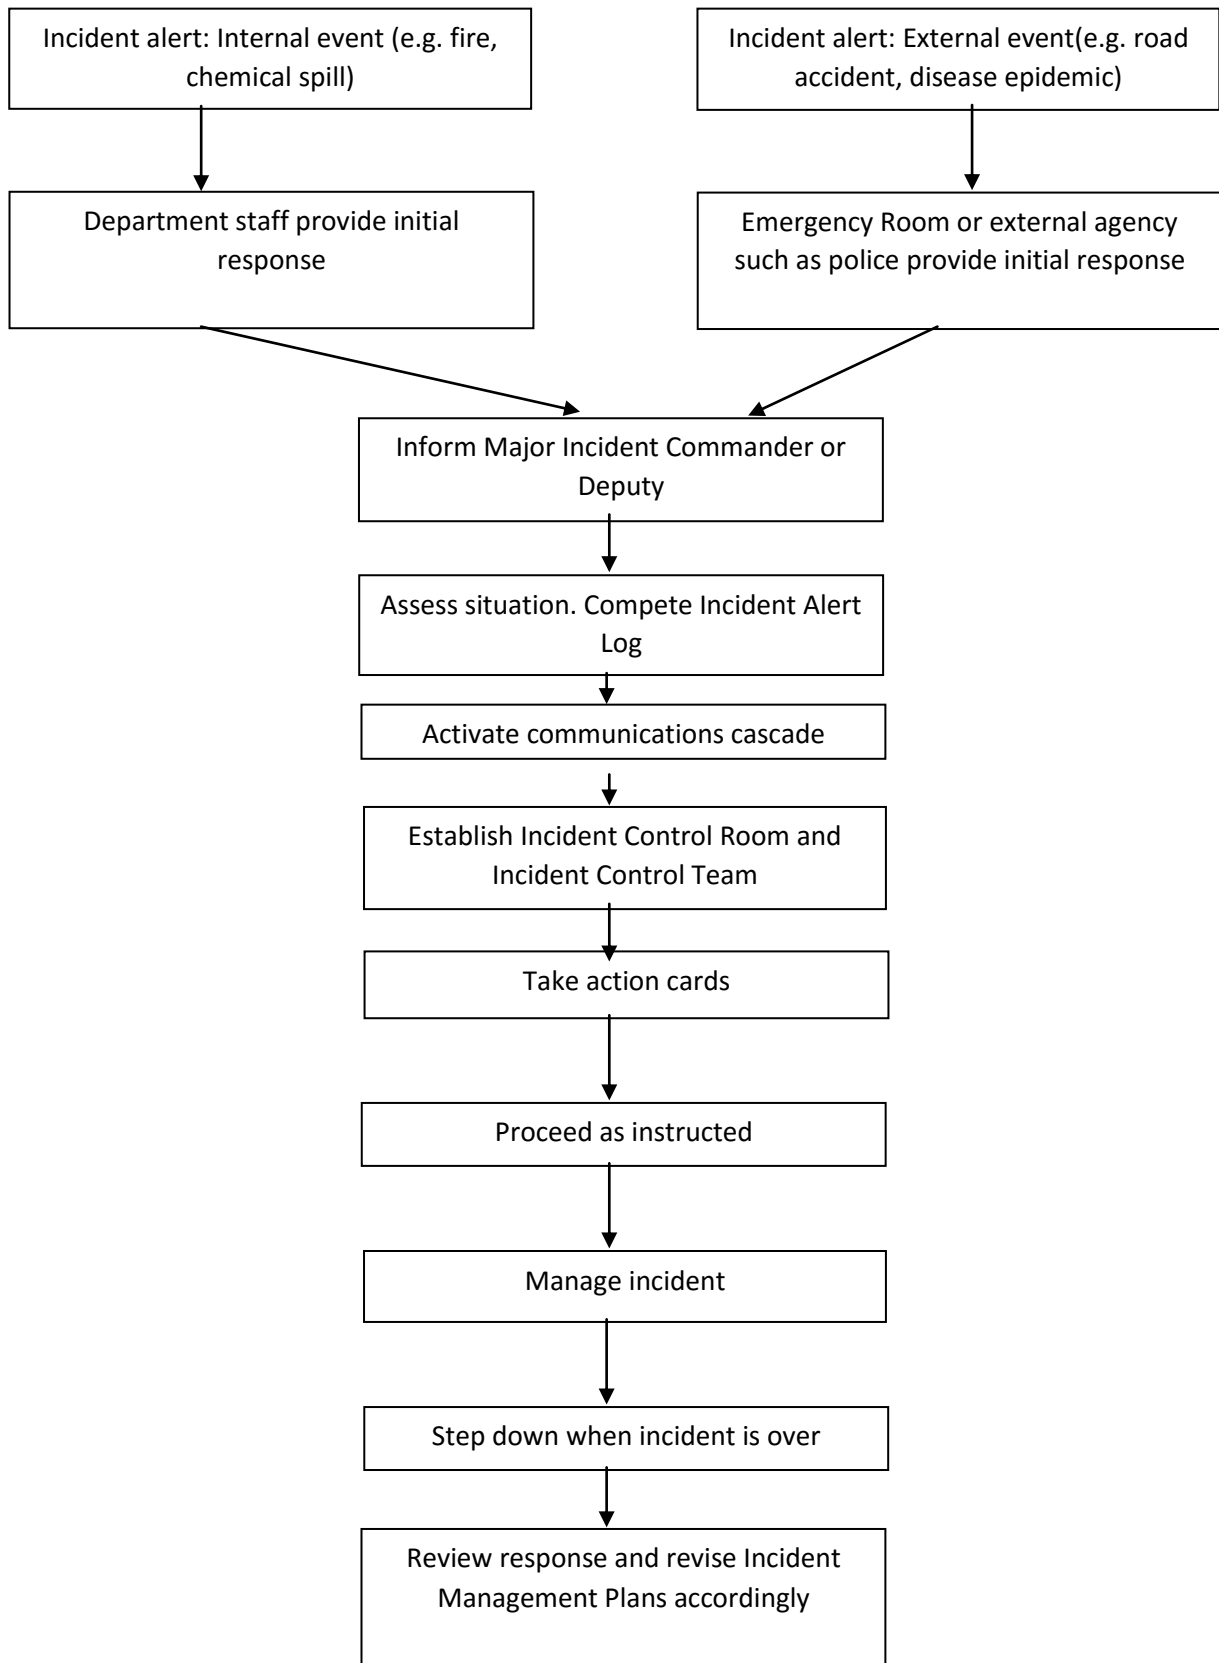 Incident alert: Internal event (e.g. fire,
chemical spill)
Incident alert: External event(e.g. road
accident, disease epidemic)
Department staff provide initial
response
Emergency Room or external agency
such as police provide initial response
Inform Major Incident Commander or
Deputy
Assess situation. Compete Incident Alert
Log
Activate communications cascade
Establish Incident Control Room and
Incident Control Team
Take action cards
Proceed as instructed
Manage incident
Step down when incident is over
Review response and revise Incident
Management Plans accordingly